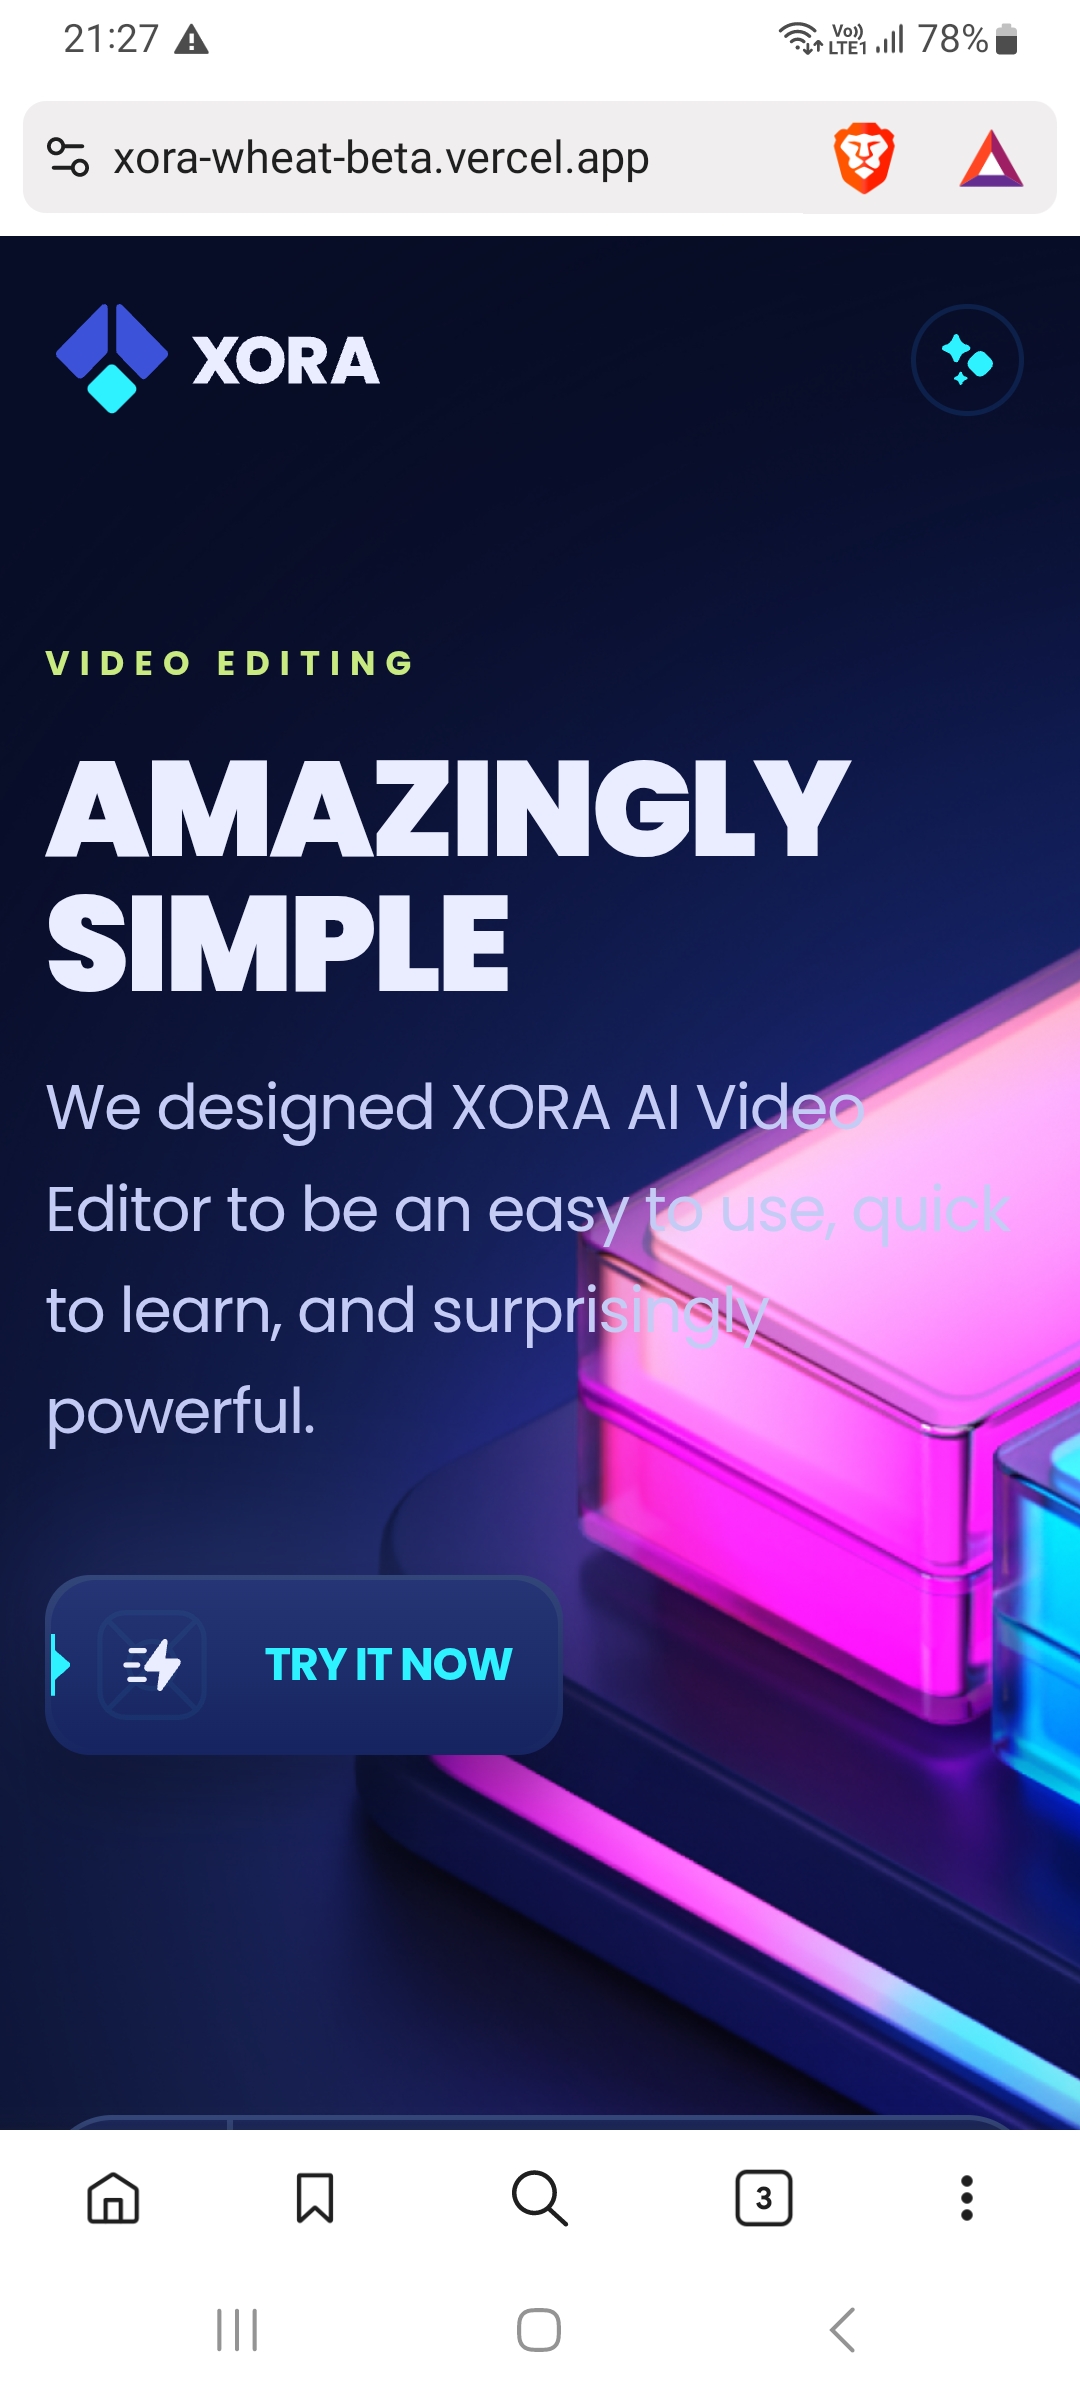 21:27
Vo)) LTE1 78%
xora-wheat-beta.vercel.app
XORA
VIDEO EDITING
AMAZINGLY
SIMPLE
We designed XORA AI Video
Editor to be an easy to use, quick
to learn, and surprisingly
powerful.
TRY IT NOW
3